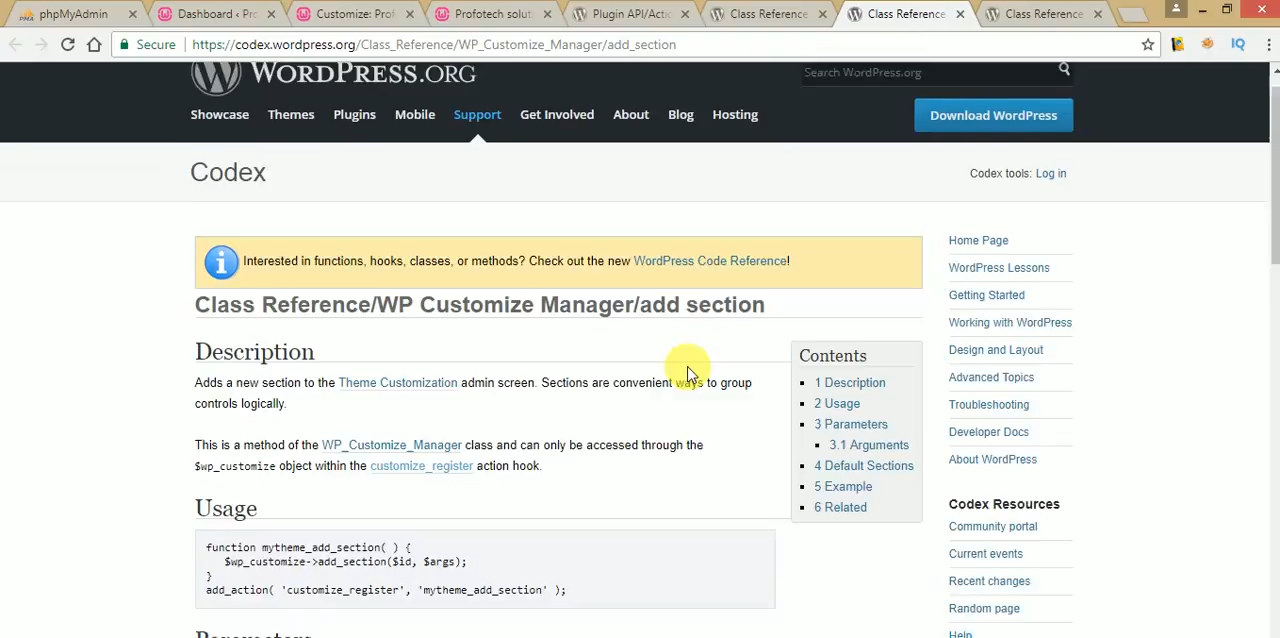 phpMyAdmin
Dashboard ‹ Pr
Customize: Prof
Profotech soluti
Plugin API/Actio
Class Reference
Class Reference
Class Reference
Secure
https://codex.wordpress.org/Class_Reference/WP_Customize_Manager/add_section
IQ
WORDPRESS.ORG
Search WordPress.org
Showcase Themes Plugins Mobile Support Get Involved About Blog Hosting
Download WordPress
Codex
Codex tools: Log in
Interested in functions, hooks, classes, or methods? Check out the new WordPress Code Reference!
Class Reference/WP Customize Manager/add section
Description
Adds a new section to the Theme Customization admin screen. Sections are convenient ways to group
controls logically.
This is a method of the WP_Customize_Manager class and can only be accessed through the
$wp_customize object within the customize_register action hook.
Usage
function mytheme_add_section( ) {
$wp_customize->add_section($id, $args);
}
add_action( 'customize_register', 'mytheme_add_section' );
Contents
1 Description
2 Usage
3 Parameters
3.1 Arguments
4 Default Sections
5 Example
6 Related
Home Page
WordPress Lessons
Getting Started
Working with WordPress
Design and Layout
Advanced Topics
Troubleshooting
Developer Docs
About WordPress
Codex Resources
Community portal
Current events
Recent changes
Random page
Help
Parameters